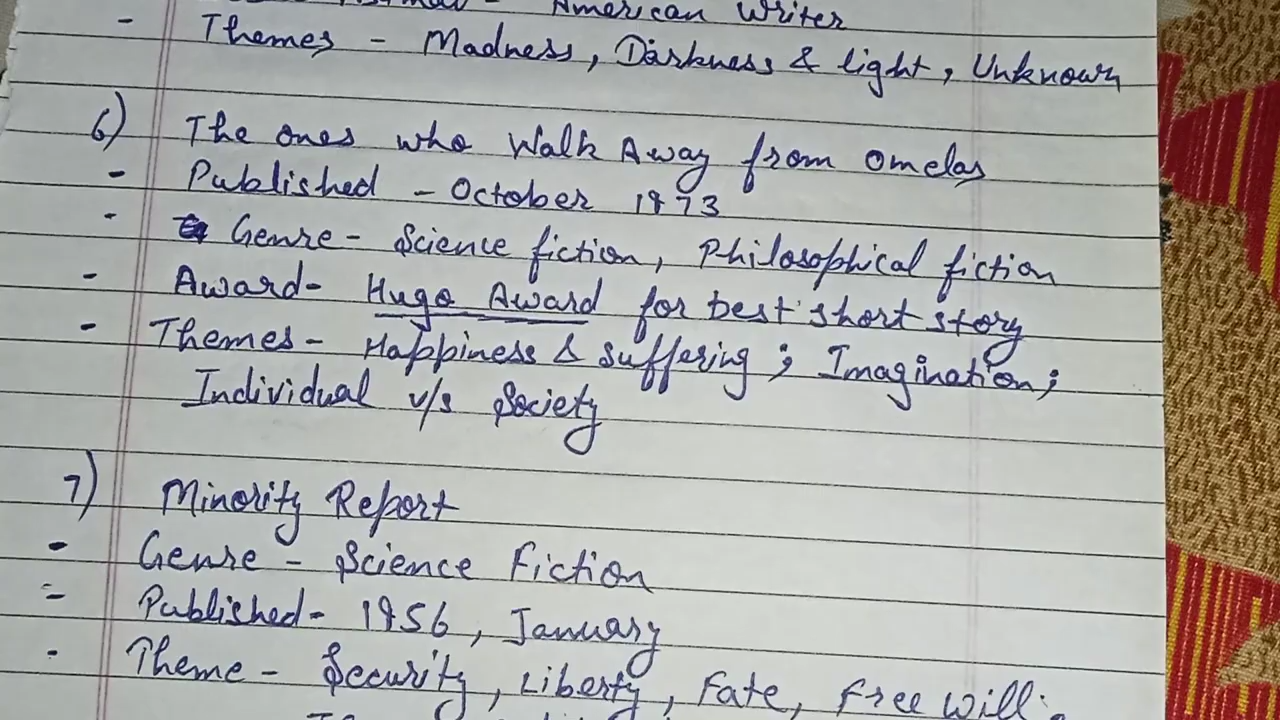 - American Writer
- Themes - Madness, Darkness & light, Unknown
6) The ones who Walk Away from Omelas
- Published - October 1973
- Genre - Science fiction, Philosophical fiction
- Award - Hugo Award for best short story
- Themes - Happiness & suffering; Imagination;
Individual v/s Society
7) Minority Report
- Genre - Science Fiction
- Published - 1956, January
- Theme - Security, Liberty, Fate, Free will.